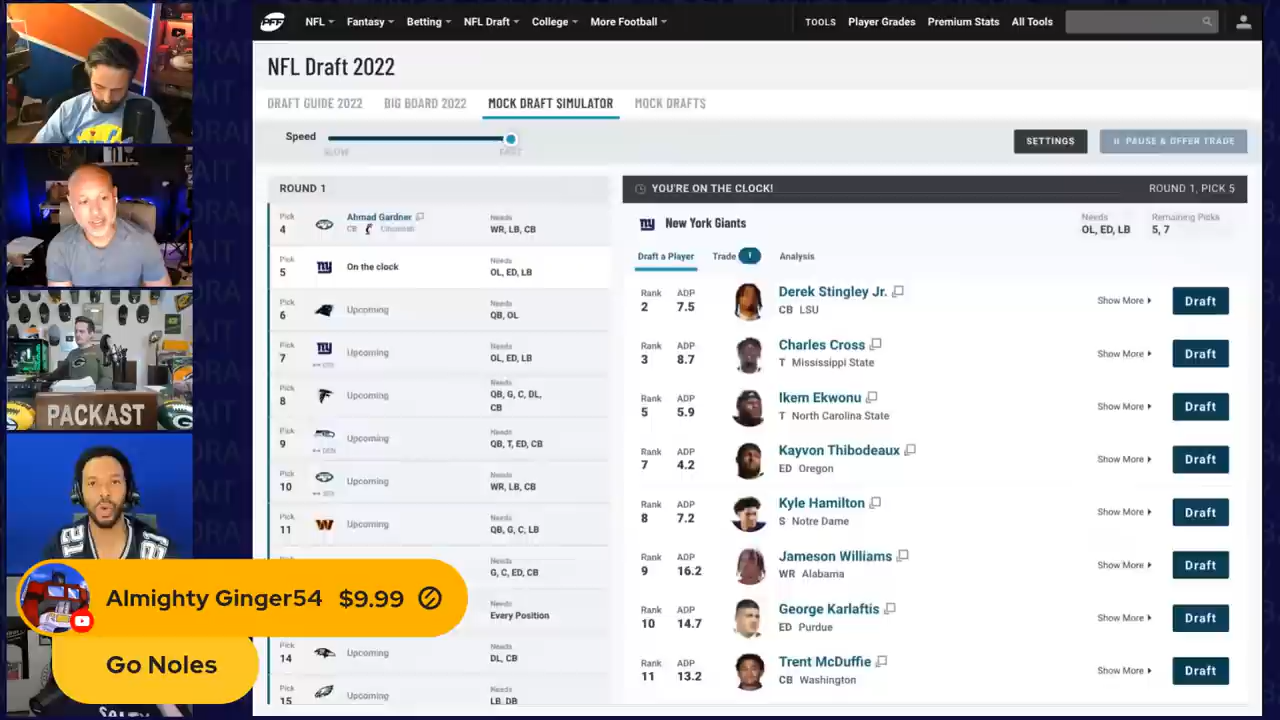 PFF
NFL
Fantasy
Betting
NFL Draft
College
More Football
TOOLS
Player Grades
Premium Stats
All Tools
NFL Draft 2022
DRAFT GUIDE 2022
BIG BOARD 2022
MOCK DRAFT SIMULATOR
MOCK DRAFTS
Speed
SLOW
FAST
SETTINGS
PAUSE & OFFER TRADE
ROUND 1
Pick
4
Ahmad Gardner
CB
Cincinnati
Needs
WR, LB, CB
Pick
5
On the clock
Needs
OL, ED, LB
Pick
6
Upcoming
Needs
QB, OL
Pick
7
Upcoming
Needs
OL, ED, LB
Pick
8
Upcoming
Needs
QB, G, C, DL,
CB
Pick
9
Upcoming
Needs
QB, T, ED, CB
Pick
10
Upcoming
Needs
WR, LB, CB
Pick
11
Upcoming
Needs
QB, G, C, LB
Needs
G, C, ED, CB
Needs
Every Position
Pick
14
Upcoming
Needs
DL, CB
Pick
15
Upcoming
Needs
LB, DB
YOU'RE ON THE CLOCK!
ROUND 1, PICK 5
New York Giants
Needs
OL, ED, LB
Remaining Picks
5, 7
Draft a Player
Trade
1
Analysis
Rank
2
ADP
7.5
Derek Stingley Jr.
CB LSU
Show More
Draft
Rank
3
ADP
8.7
Charles Cross
T Mississippi State
Show More
Draft
Rank
5
ADP
5.9
Ikem Ekwonu
T North Carolina State
Show More
Draft
Rank
7
ADP
4.2
Kayvon Thibodeaux
ED Oregon
Show More
Draft
Rank
8
ADP
7.2
Kyle Hamilton
S Notre Dame
Show More
Draft
Rank
9
ADP
16.2
Jameson Williams
WR Alabama
Show More
Draft
Rank
10
ADP
14.7
George Karlaftis
ED Purdue
Show More
Draft
Rank
11
ADP
13.2
Trent McDuffie
CB Washington
Show More
Draft
PACKAST
Almighty Ginger54 $9.99
Go Noles